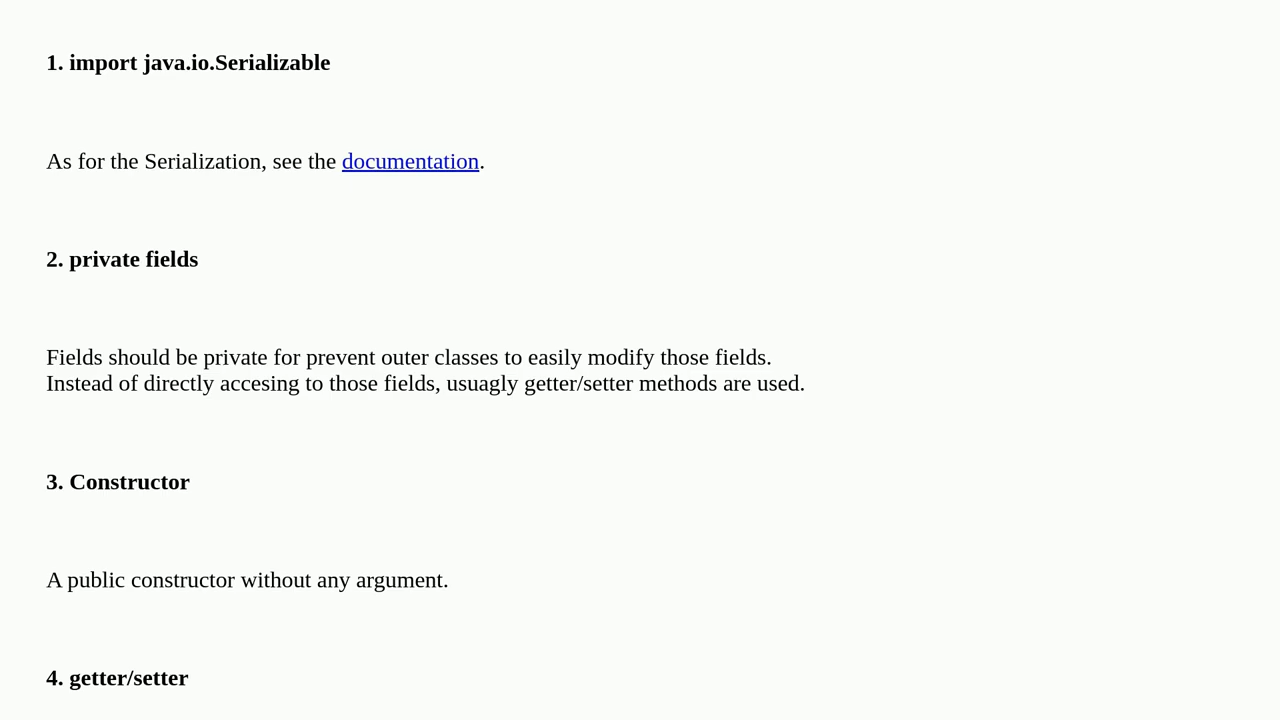 1. import java.io.Serializable
As for the Serialization, see the documentation.
2. private fields
Fields should be private for prevent outer classes to easily modify those fields.
Instead of directly accesing to those fields, usuagly getter/setter methods are used.
3. Constructor
A public constructor without any argument.
4. getter/setter